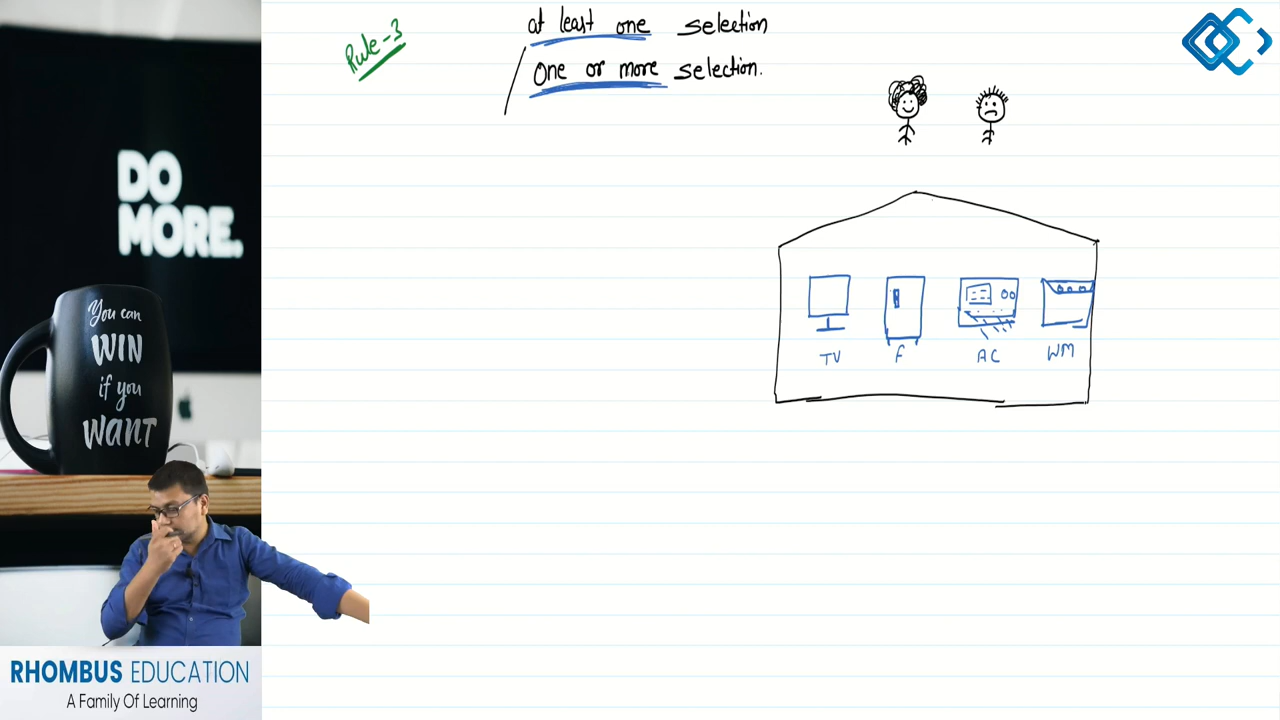 Rule-3
at least one selection
/ One or more selection.
DO
MORE.
You can
WIN
if you
WANT
TV F AC WM
RHOMBUS EDUCATION
A Family Of Learning